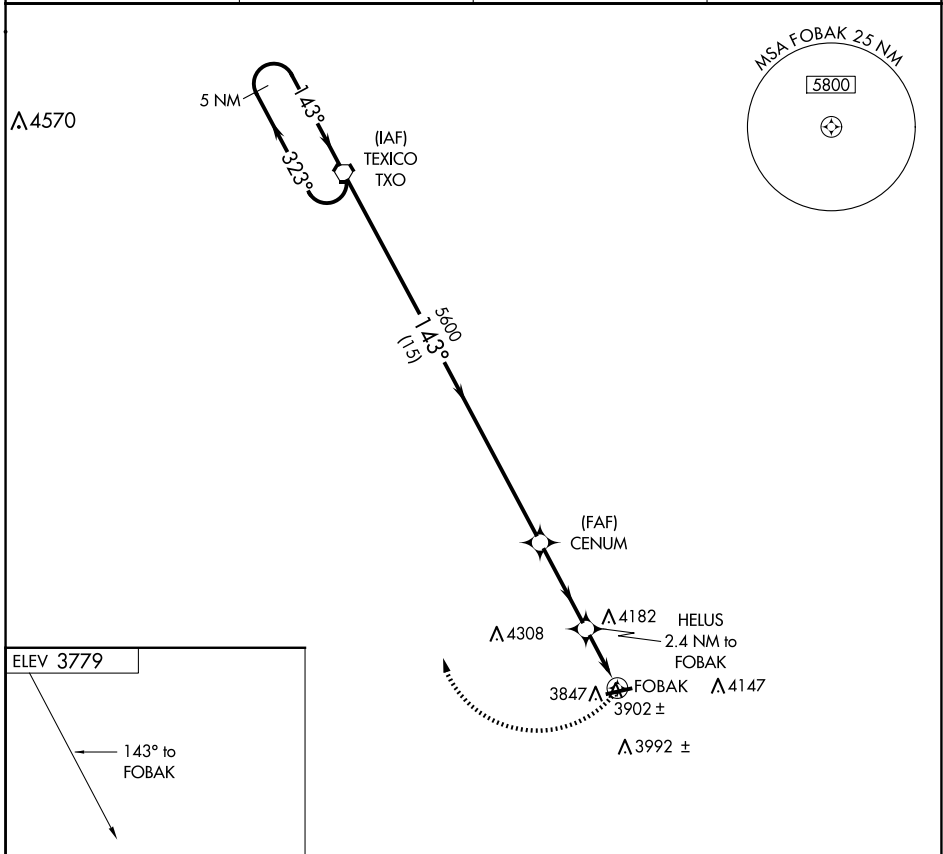 MSA FOBAK 25 NM
5800
5 NM
143°
4570
(IAF)
TEXICO
TXO
323°
5600
143°
(15)
(FAF)
CENUM
4182
HELUS
4308
2.4 NM to
FOBAK
ELEV 3779
3847
FOBAK
4147
3902 ±
3992 ±
143° to
FOBAK